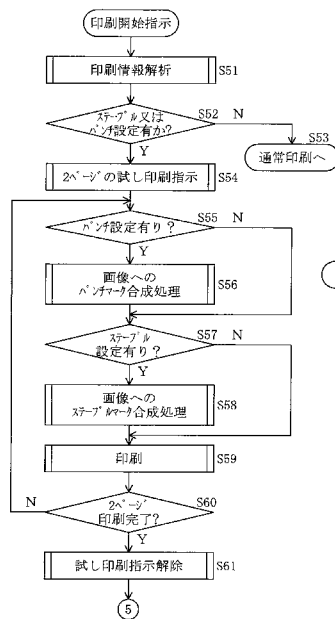 印刷開始指示
印刷情報解析
S51
ステープル又は
パンチ設定有か?
S52
N
S53
通常印刷へ
Y
2ページの試し印刷指示
S54
パンチ設定有り?
S55
N
Y
画像への
パンチマーク合成処理
S56
ステープル
設定有り?
S57
N
Y
画像への
ステープルマーク合成処理
S58
印刷
S59
2ページ
印刷完了?
S60
N
Y
試し印刷指示解除
S61
5